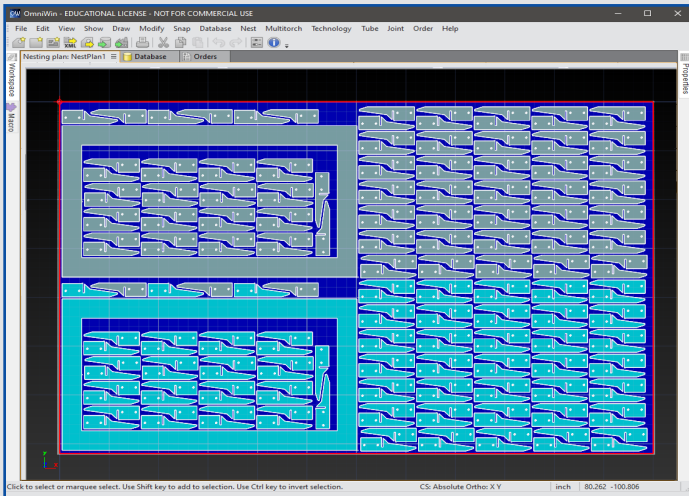 OmniWin - EDUCATIONAL LICENSE - NOT FOR COMMERCIAL USE
File Edit View Show Draw Modify Snap Database Nest Multitorch Technology Tube Joint Order Help
XML
Nesting plan: NestPlan1 Database Orders
Workspace
Macro
Properties
Y
X
Click to select or marquee select. Use Shift key to add to selection. Use Ctrl key to invert selection. CS: Absolute Ortho: X Y inch 80.262 -100.806